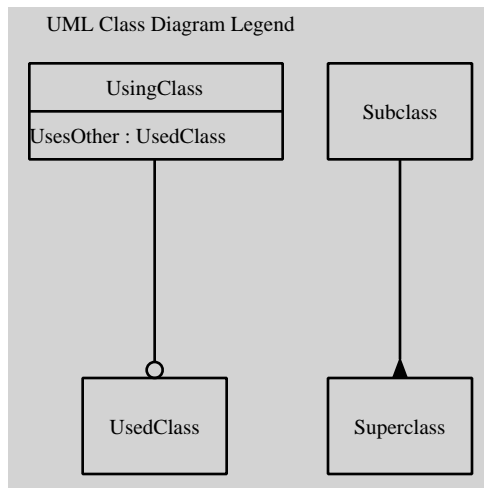 UML Class Diagram Legend
UsingClass
UsesOther : UsedClass
Subclass
UsedClass
Superclass